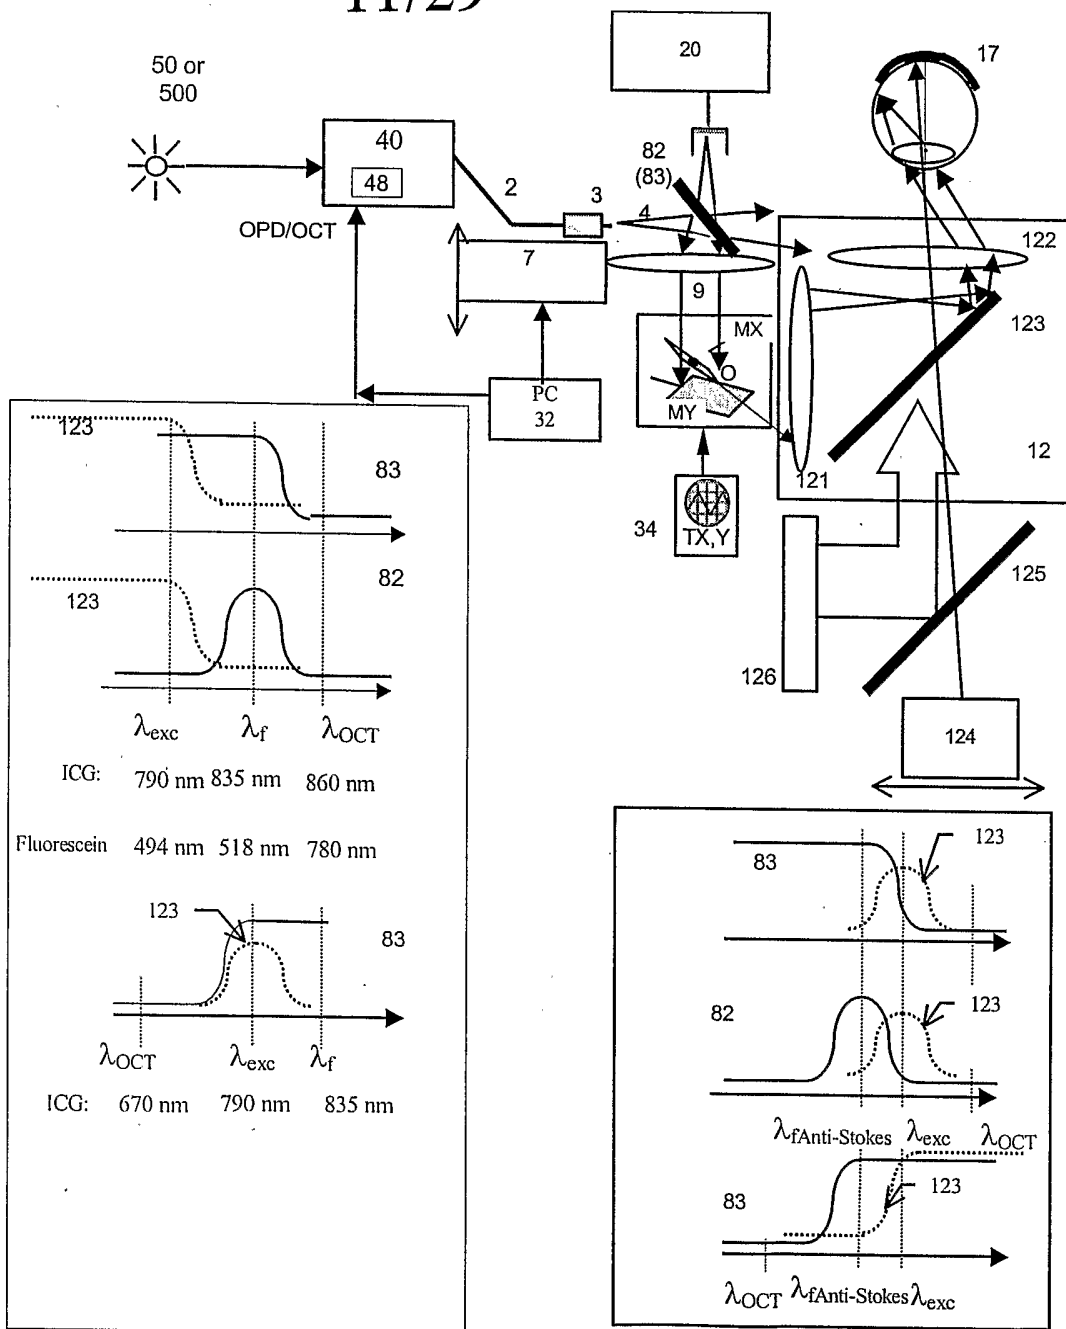 11/29
50 or
500
40
48
OPD/OCT
2
3
4
7
20
82
(83)
9
MX
O
MY
PC
32
34
TX,Y
17
122
123
121
12
125
126
124
123
83
123
82
λexc λf λOCT
ICG: 790 nm 835 nm 860 nm
Fluorescein 494 nm 518 nm 780 nm
123
83
λOCT λexc λf
ICG: 670 nm 790 nm 835 nm
83
123
82
123
λfAnti-Stokes λexc λOCT
83
123
λOCT λfAnti-Stokes λexc